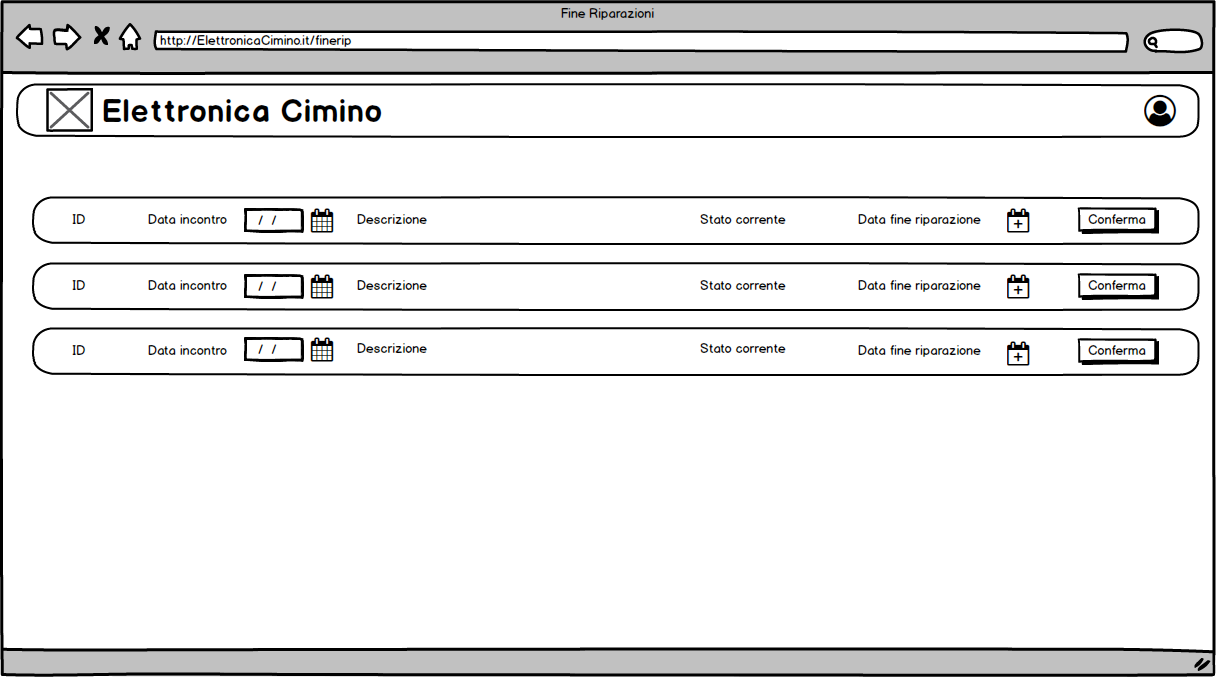 Fine Riparazioni
http://ElettronicaCimino.it/finerip
Elettronica Cimino
ID Data incontro / / Descrizione Stato corrente Data fine riparazione Conferma
ID Data incontro / / Descrizione Stato corrente Data fine riparazione Conferma
ID Data incontro / / Descrizione Stato corrente Data fine riparazione Conferma